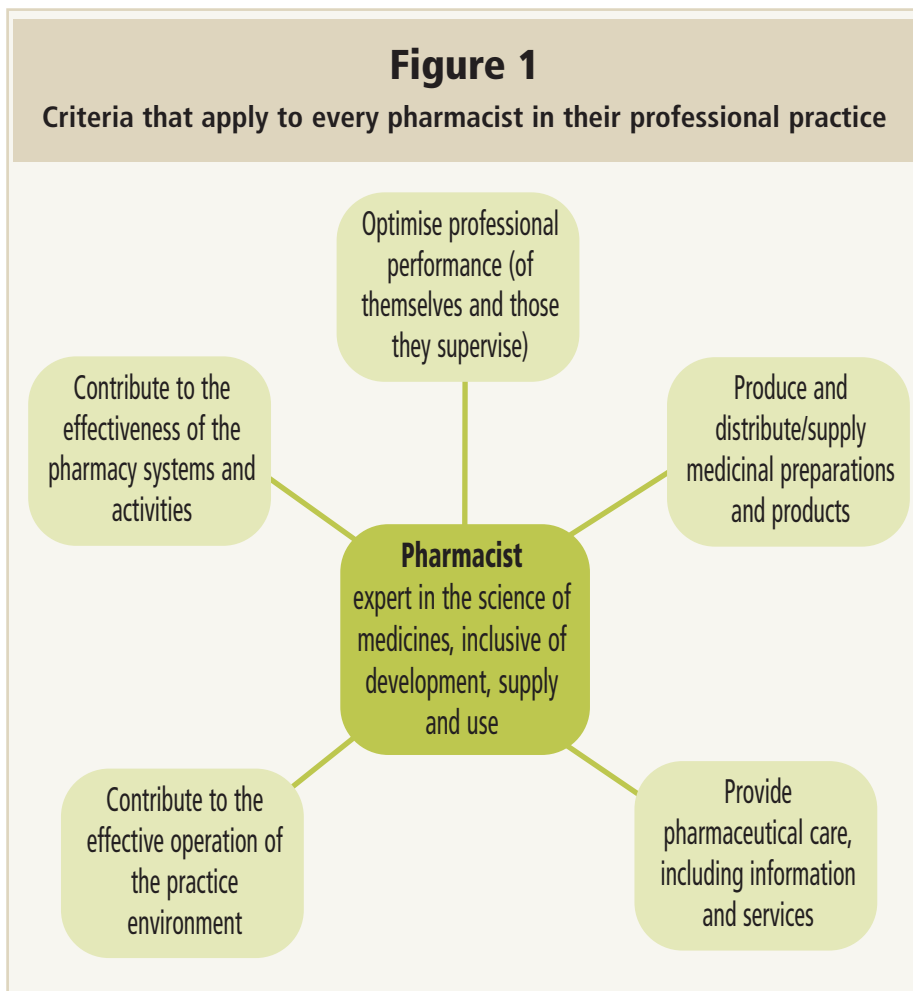 Figure 1
Criteria that apply to every pharmacist in their professional practice
Optimise professional
performance (of
themselves and those
they supervise)
Contribute to the
effectiveness of the
pharmacy systems and
activities
Produce and
distribute/supply
medicinal preparations
and products
Pharmacist
expert in the science of
medicines, inclusive of
development, supply
and use
Contribute to the
effective operation of
the practice
environment
Provide
pharmaceutical care,
including information
and services